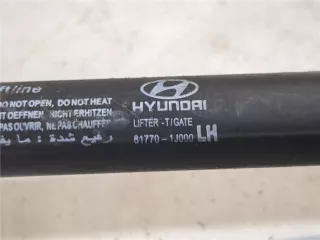 ftline
DO NOT OPEN, DO NOT HEAT
T OEFFNEN, NICHT ERHITZEN
PAS OUVRIR, NE PAS CHAUFFER
HYUNDAI
LIFTER-T/GATE
81770-1J000 LH